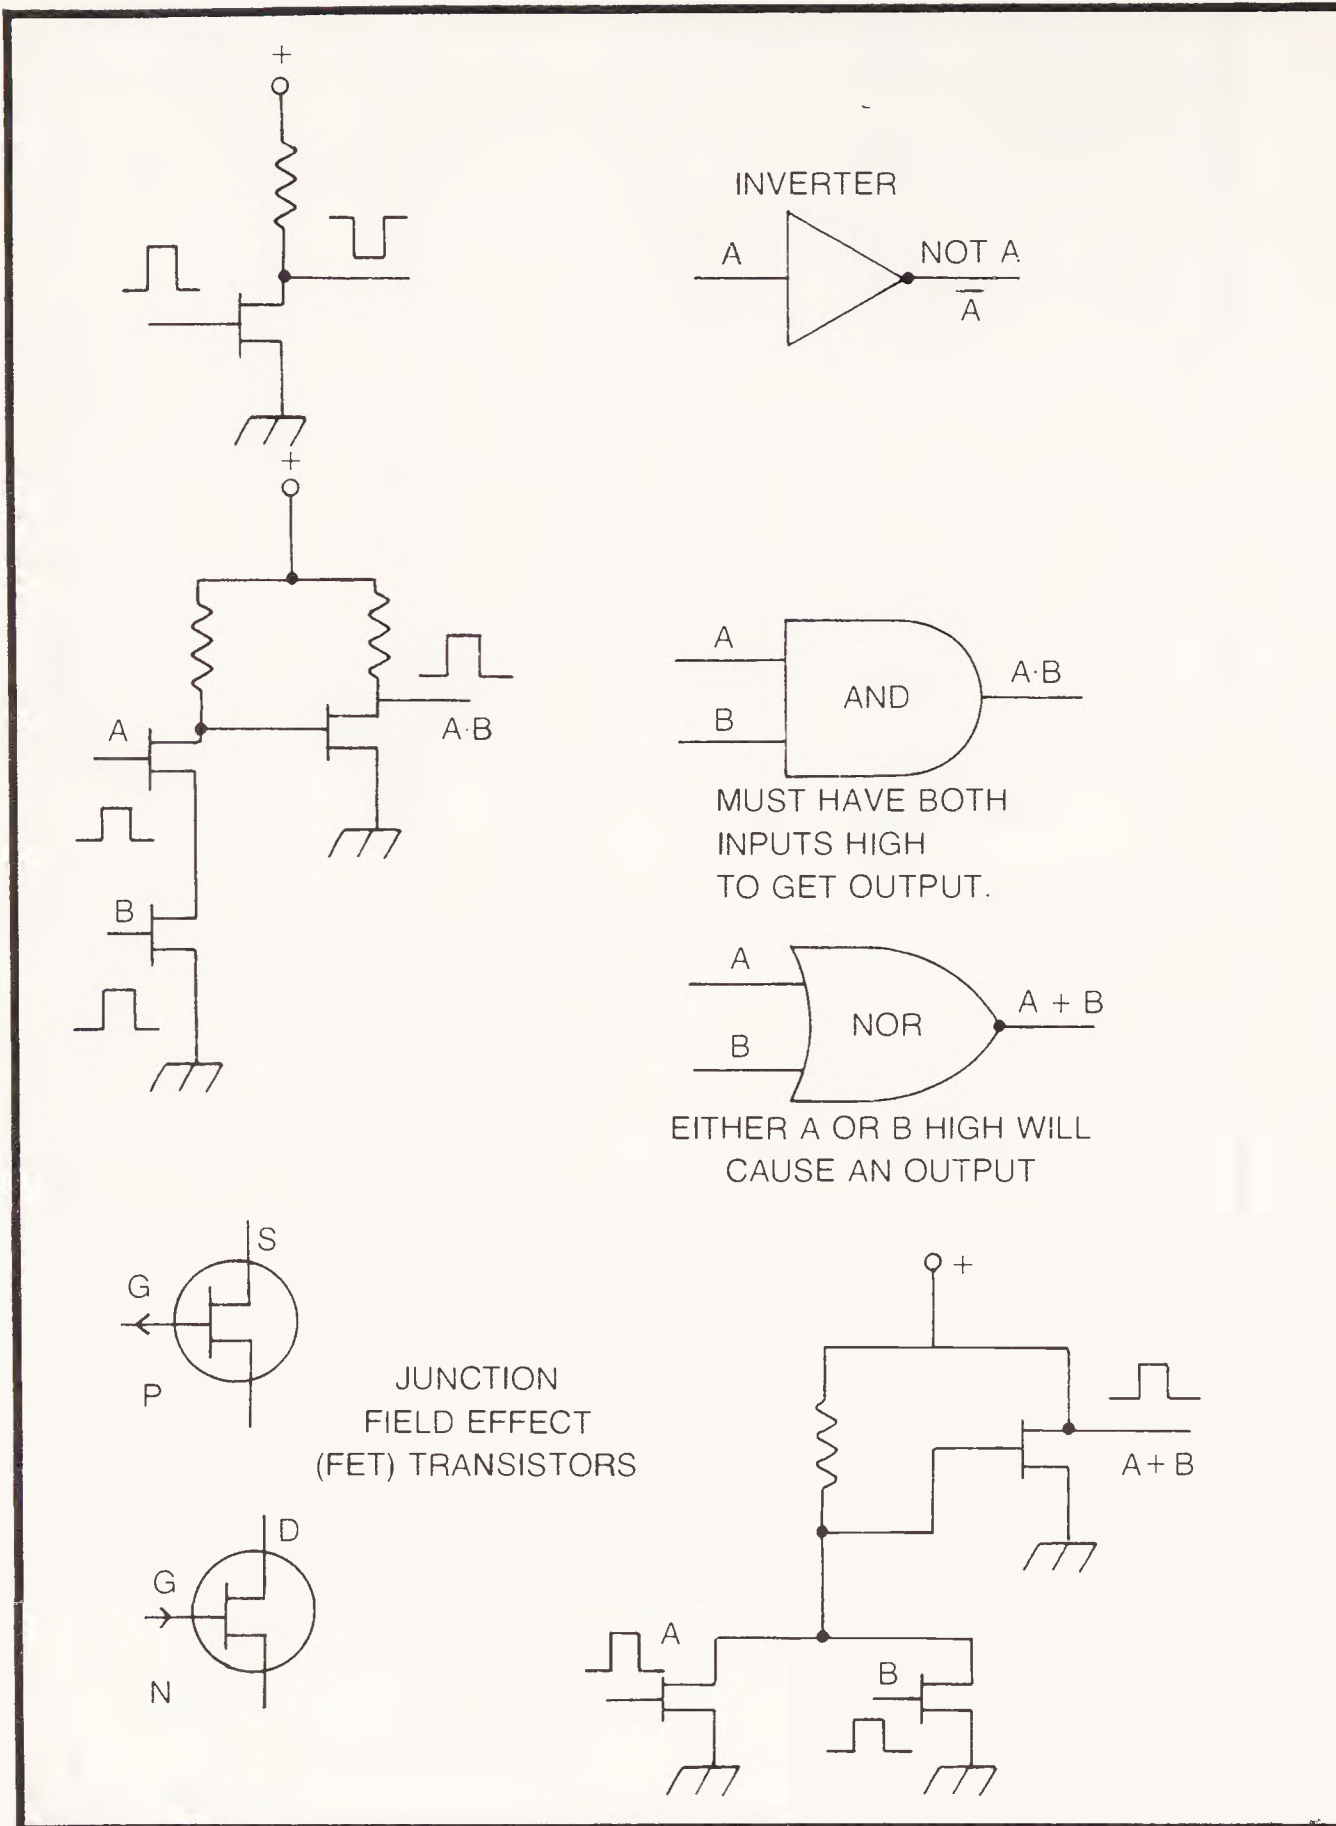 +
INVERTER
A
NOT A
A̅
+
A
B
AND
A·B
A
A·B
MUST HAVE BOTH
INPUTS HIGH
TO GET OUTPUT.
B
A
B
NOR
A + B
EITHER A OR B HIGH WILL
CAUSE AN OUTPUT
S
G
P
JUNCTION
FIELD EFFECT
(FET) TRANSISTORS
D
G
N
+
A + B
A
B